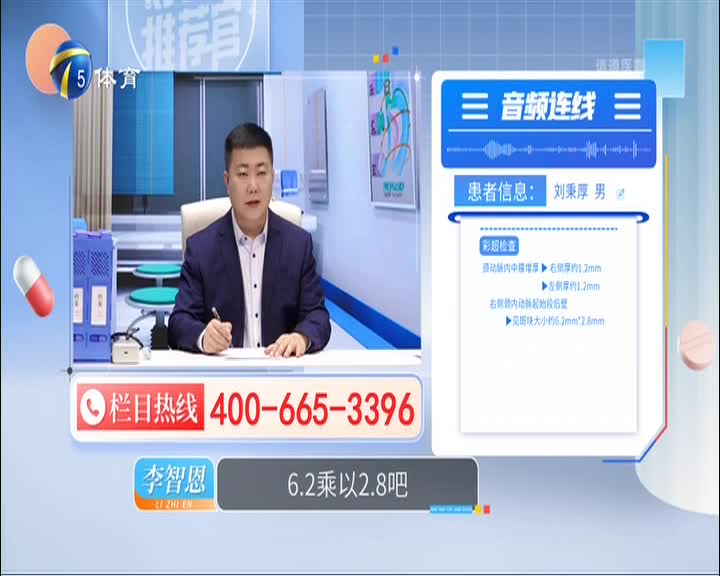 推荐官
5体育
音频连线
患者信息： 刘秉厚 男
彩超检查
颈动脉内中膜增厚▶右侧厚约1.2mm
▶左侧厚约1.2mm
右侧颈内动脉起始段后壁
▶见斑块大小约6.2mm*2.8mm
栏目热线 400-665-3396
李智恩
LI ZHI EN
6.2乘以2.8吧